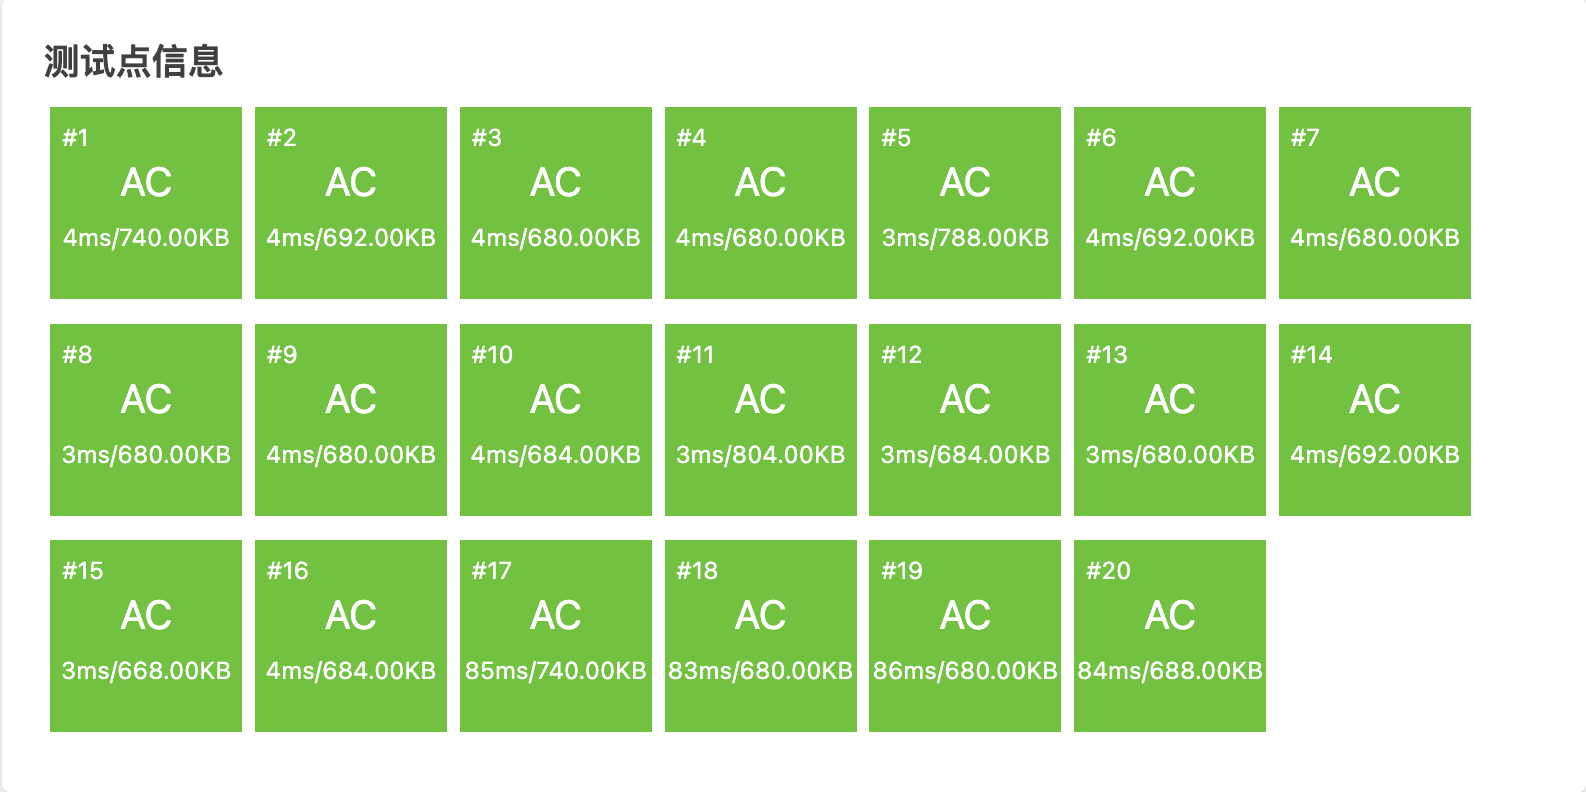 测试点信息
#1
AC
4ms/740.00KB
#2
AC
4ms/692.00KB
#3
AC
4ms/680.00KB
#4
AC
4ms/680.00KB
#5
AC
3ms/788.00KB
#6
AC
4ms/692.00KB
#7
AC
4ms/680.00KB
#8
AC
3ms/680.00KB
#9
AC
4ms/680.00KB
#10
AC
4ms/684.00KB
#11
AC
3ms/804.00KB
#12
AC
3ms/684.00KB
#13
AC
3ms/680.00KB
#14
AC
4ms/692.00KB
#15
AC
3ms/668.00KB
#16
AC
4ms/684.00KB
#17
AC
85ms/740.00KB
#18
AC
83ms/680.00KB
#19
AC
86ms/680.00KB
#20
AC
84ms/688.00KB